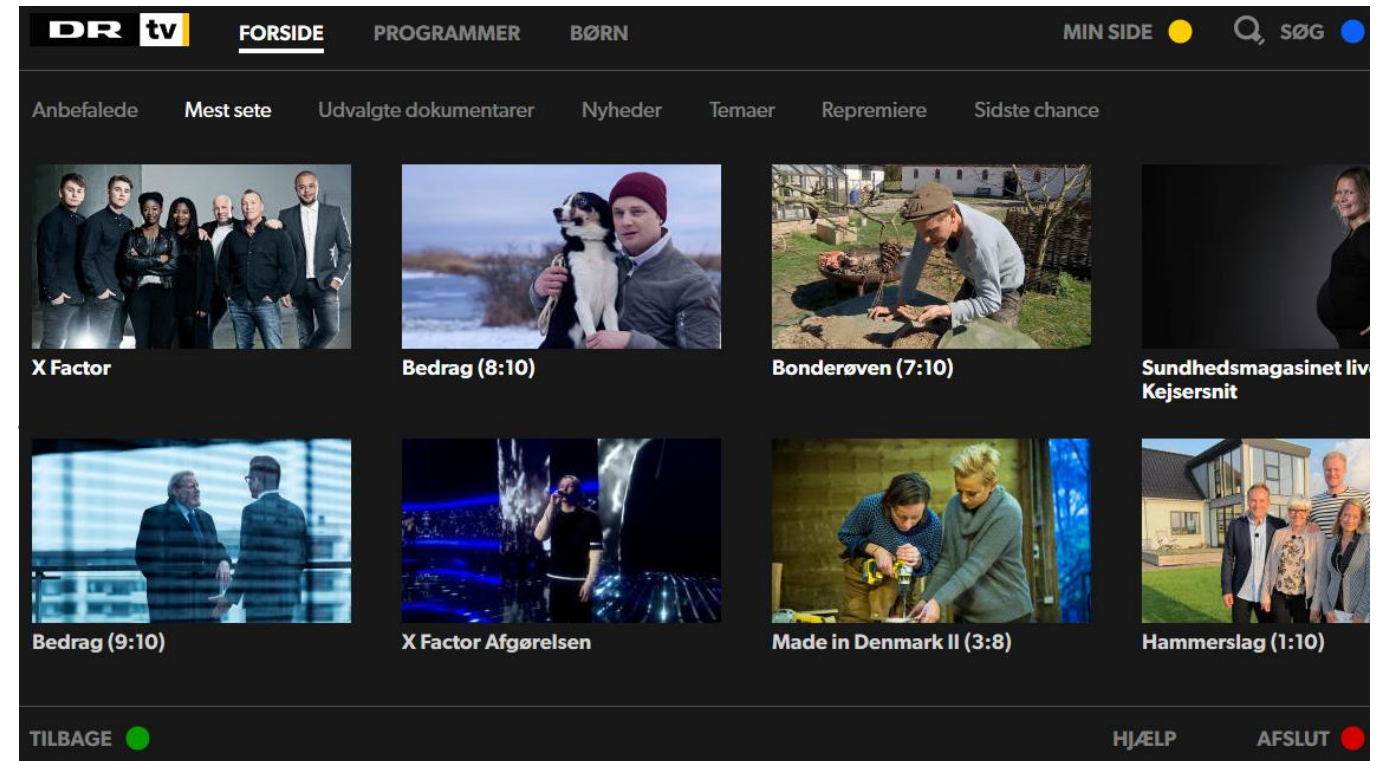 DR tv FORSIDE PROGRAMMER BØRN MIN SIDE SØG
Anbefalede Mest sete Udvalgte dokumentarer Nyheder Temaer Repremiere Sidste chance
X Factor Bedrag (8:10) Bonderøven (7:10) Sundhedsmagasinet liv
Kejsersnit
Bedrag (9:10) X Factor Afgørelsen Made in Denmark II (3:8) Hammerslag (1:10)
TILBAGE HJÆLP AFSLUT